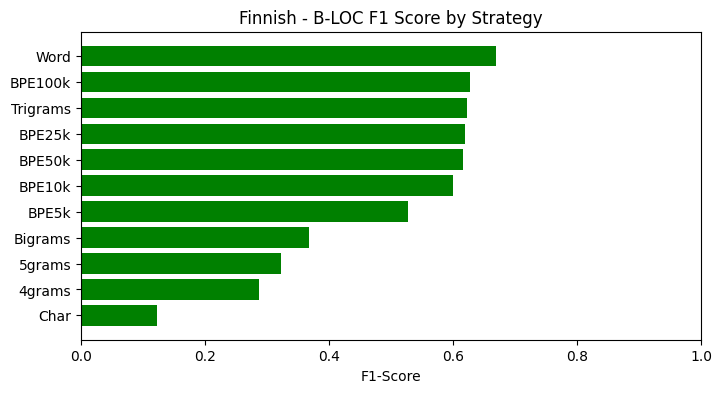 Finnish - B-LOC F1 Score by Strategy
Word
BPE100k
Trigrams
BPE25k
BPE50k
BPE10k
BPE5k
Bigrams
5grams
4grams
Char
0.0 0.2 0.4 0.6 0.8 1.0
F1-Score